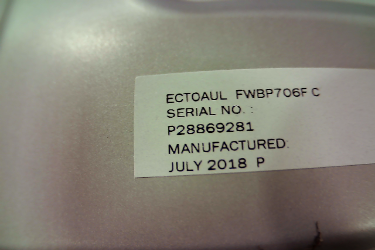 ECTOAUL FWBP706F C
SERIAL NO. :
P28869281
MANUFACTURED:
JULY 2018 P